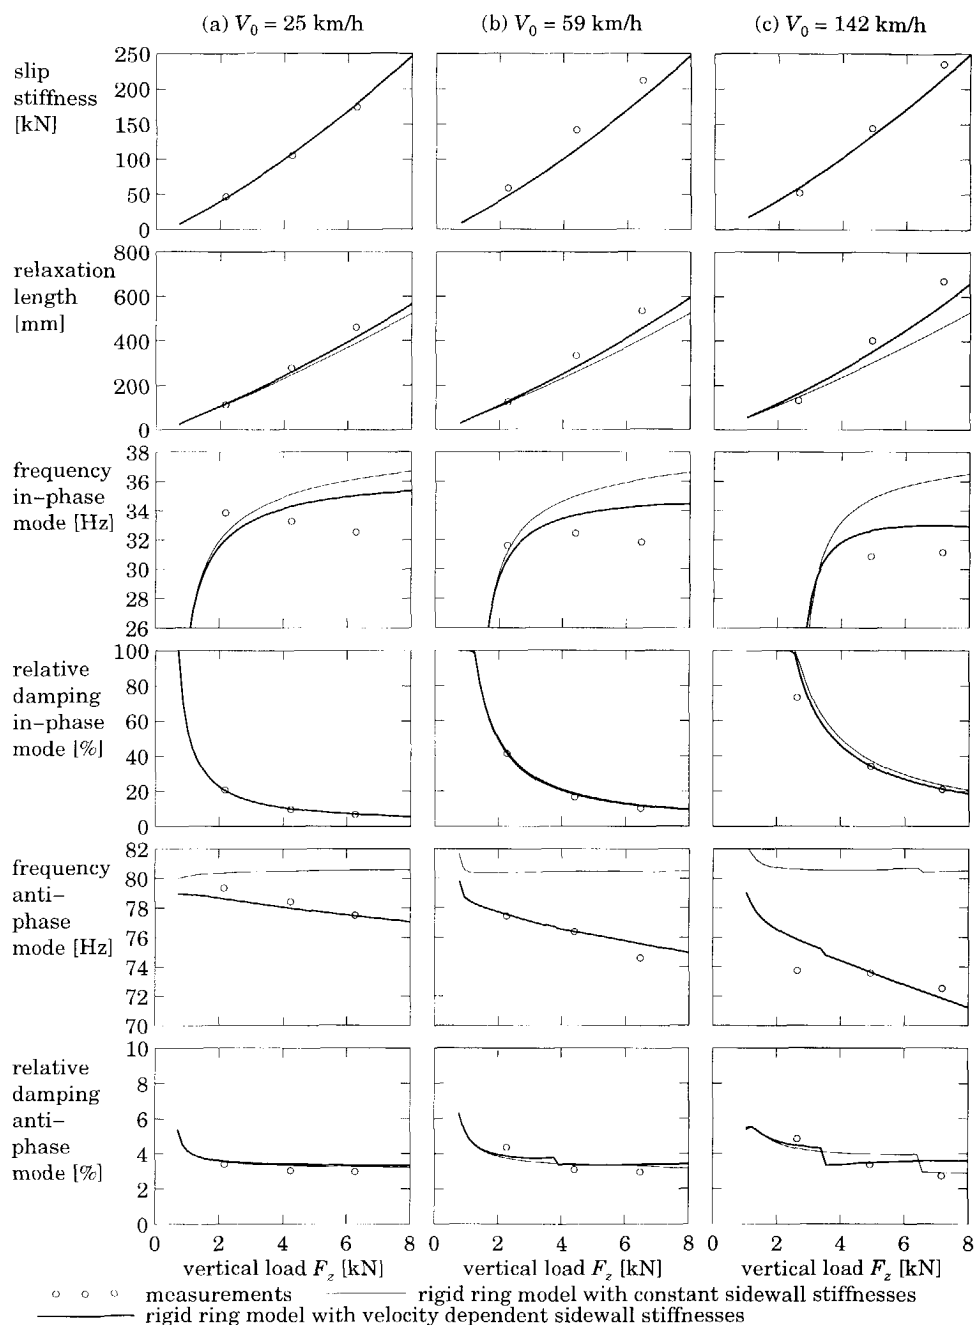 (a) V0 = 25 km/h
(b) V0 = 59 km/h
(c) V0 = 142 km/h
slip
stiffness
[kN]
250
200
150
100
50
0
relaxation
length
[mm]
800
600
400
200
0
frequency
in-phase
mode [Hz]
38
36
34
32
30
28
26
relative
damping
in-phase
mode [%]
100
80
60
40
20
0
frequency
anti-
phase
mode [Hz]
82
80
78
76
74
72
70
relative
damping
anti-
phase
mode [%]
10
8
6
4
2
0
0 2 4 6 8
0 2 4 6 8
0 2 4 6 8
vertical load Fz [kN]
vertical load Fz [kN]
vertical load Fz [kN]
measurements
rigid ring model with constant sidewall stiffnesses
rigid ring model with velocity dependent sidewall stiffnesses